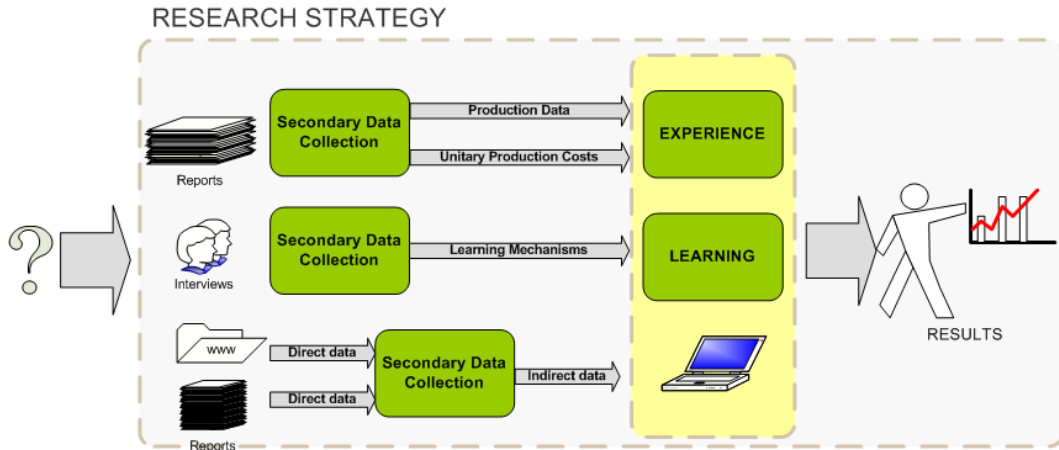 RESEARCH STRATEGY
Secondary Data
Collection
Production Data
Unitary Production Costs
EXPERIENCE
Reports
?
Secondary Data
Collection
Learning Mechanisms
LEARNING
Interviews
www
Direct data
Secondary Data
Collection
Indirect data
Direct data
Reports
RESULTS